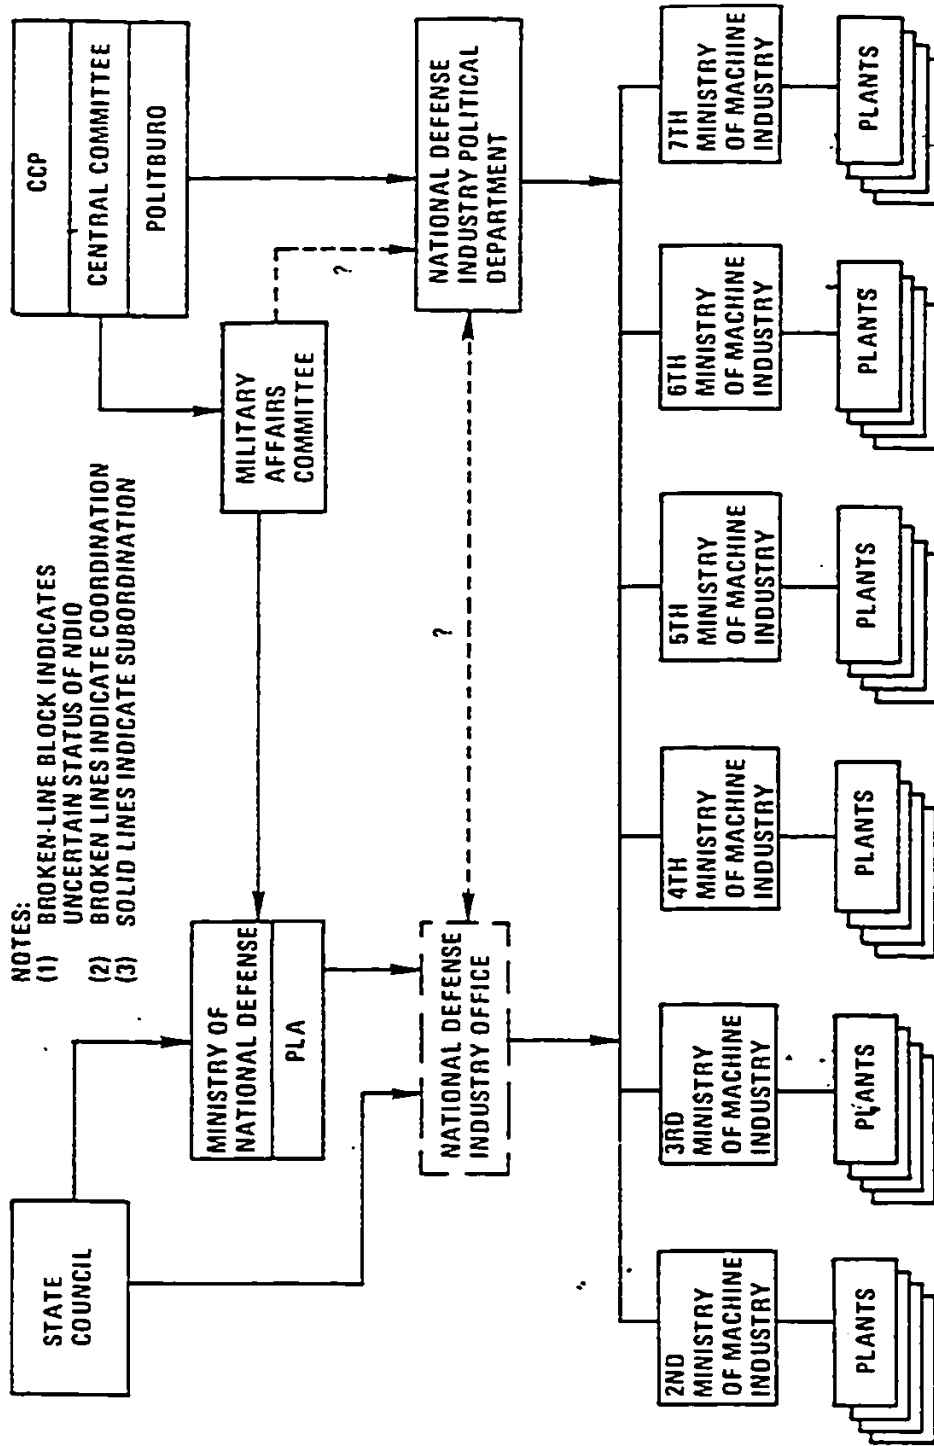 NOTES:
(1) BROKEN-LINE BLOCK INDICATES
UNCERTAIN STATUS OF NDIO
(2) BROKEN LINES INDICATE COORDINATION
(3) SOLID LINES INDICATE SUBORDINATION
STATE
COUNCIL
CCP
CENTRAL COMMITTEE
POLITBURO
MINISTRY OF
NATIONAL DEFENSE
PLA
MILITARY
AFFAIRS
COMMITTEE
?
NATIONAL DEFENSE
INDUSTRY OFFICE
?
NATIONAL DEFENSE
INDUSTRY POLITICAL
DEPARTMENT
2ND
MINISTRY
OF MACHINE
INDUSTRY
3RD
MINISTRY
OF MACHINE
INDUSTRY
4TH
MINISTRY
OF MACHINE
INDUSTRY
5TH
MINISTRY
OF MACHINE
INDUSTRY
6TH
MINISTRY
OF MACHINE
INDUSTRY
7TH
MINISTRY
OF MACHINE
INDUSTRY
PLANTS
PLANTS
PLANTS
PLANTS
PLANTS
PLANTS